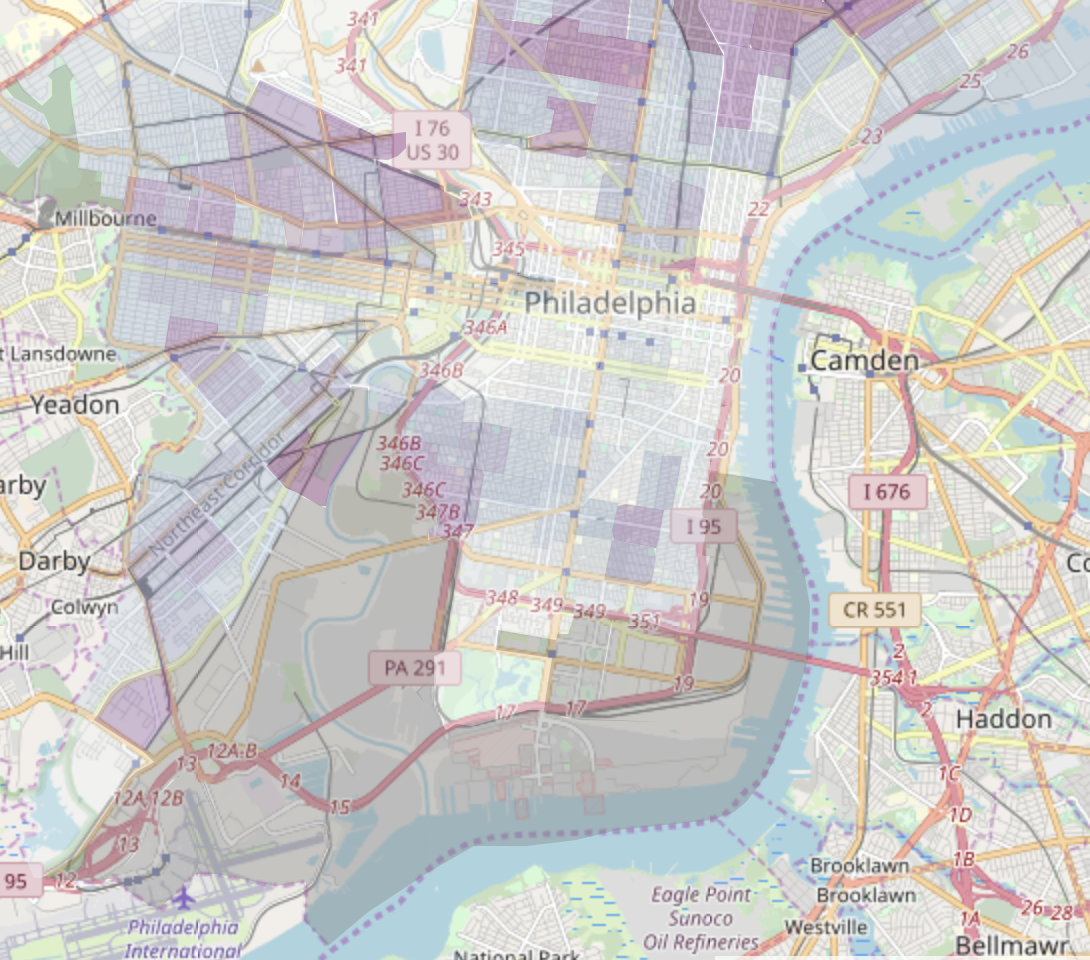 341
341
26
25
I 76
US 30
23
343
22
Millbourne
345
Philadelphia
346A
t Lansdowne
346B
Camden
20
Yeadon
346B
346C
20
arby
346C
20
I 676
347B
347
I 95
Northeast Corridor
Darby
Co
Colwyn
348
349
349
351
19
CR 551
Hill
2
PA 291
354
1
19
2
17
17
Haddon
13
12A-B
14
1C
12A
12B
15
1D
13
1B
95
12
Brooklawn
Brooklawn
Philadelphia
International
Eagle Point
Sunoco
Oil Refineries
Westville
1A
26
28
National Park
Bellmawr